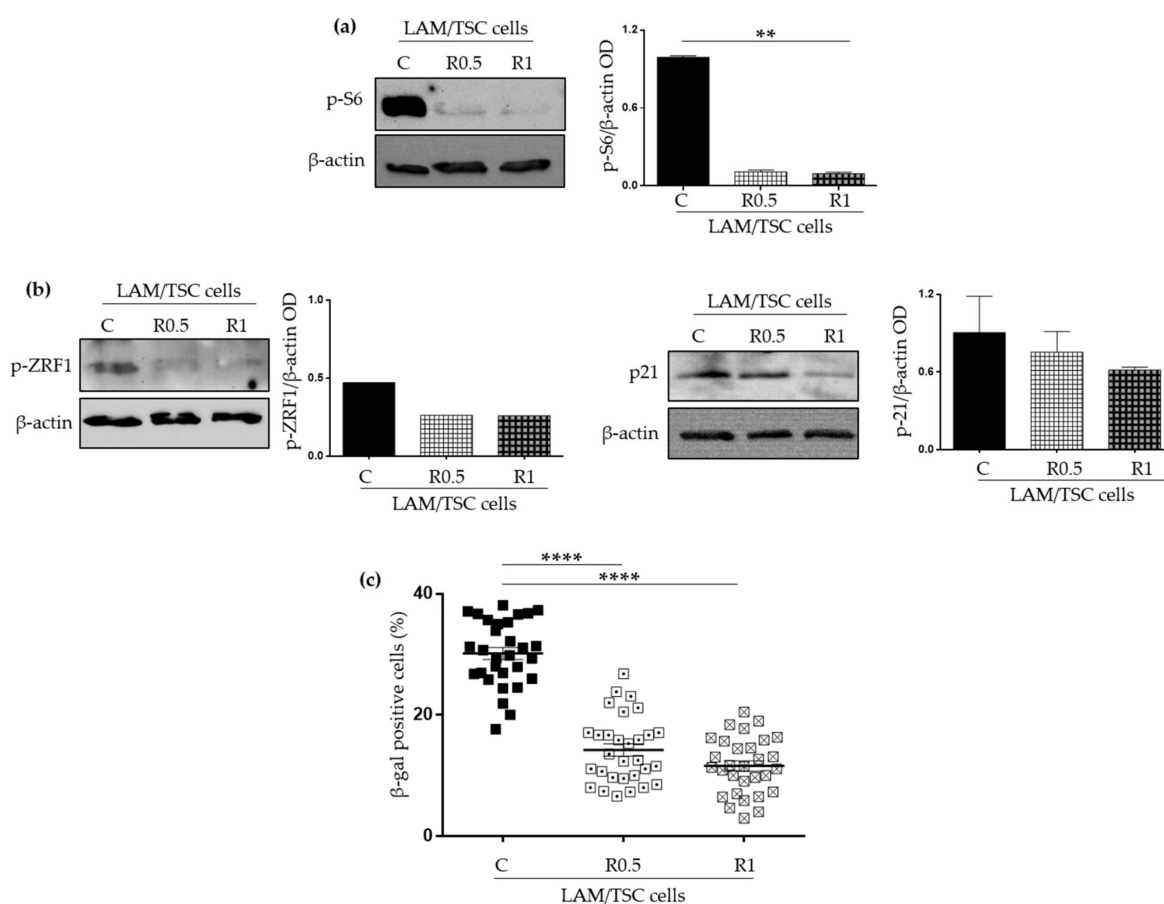 (a)
LAM/TSC cells
C R0.5 R1
p-S6
β-actin
**
p-S6/β-actin OD
1.2
0.6
0.0
C R0.5 R1
LAM/TSC cells
(b)
LAM/TSC cells
C R0.5 R1
p-ZRF1
β-actin
p-ZRF1/β-actin OD
1.0
0.5
0.0
C R0.5 R1
LAM/TSC cells
LAM/TSC cells
C R0.5 R1
p21
β-actin
p-21/β-actin OD
1.2
0.6
0.0
C R0.5 R1
LAM/TSC cells
(c)
****
****
β-gal positive cells (%)
40
20
0
C R0.5 R1
LAM/TSC cells